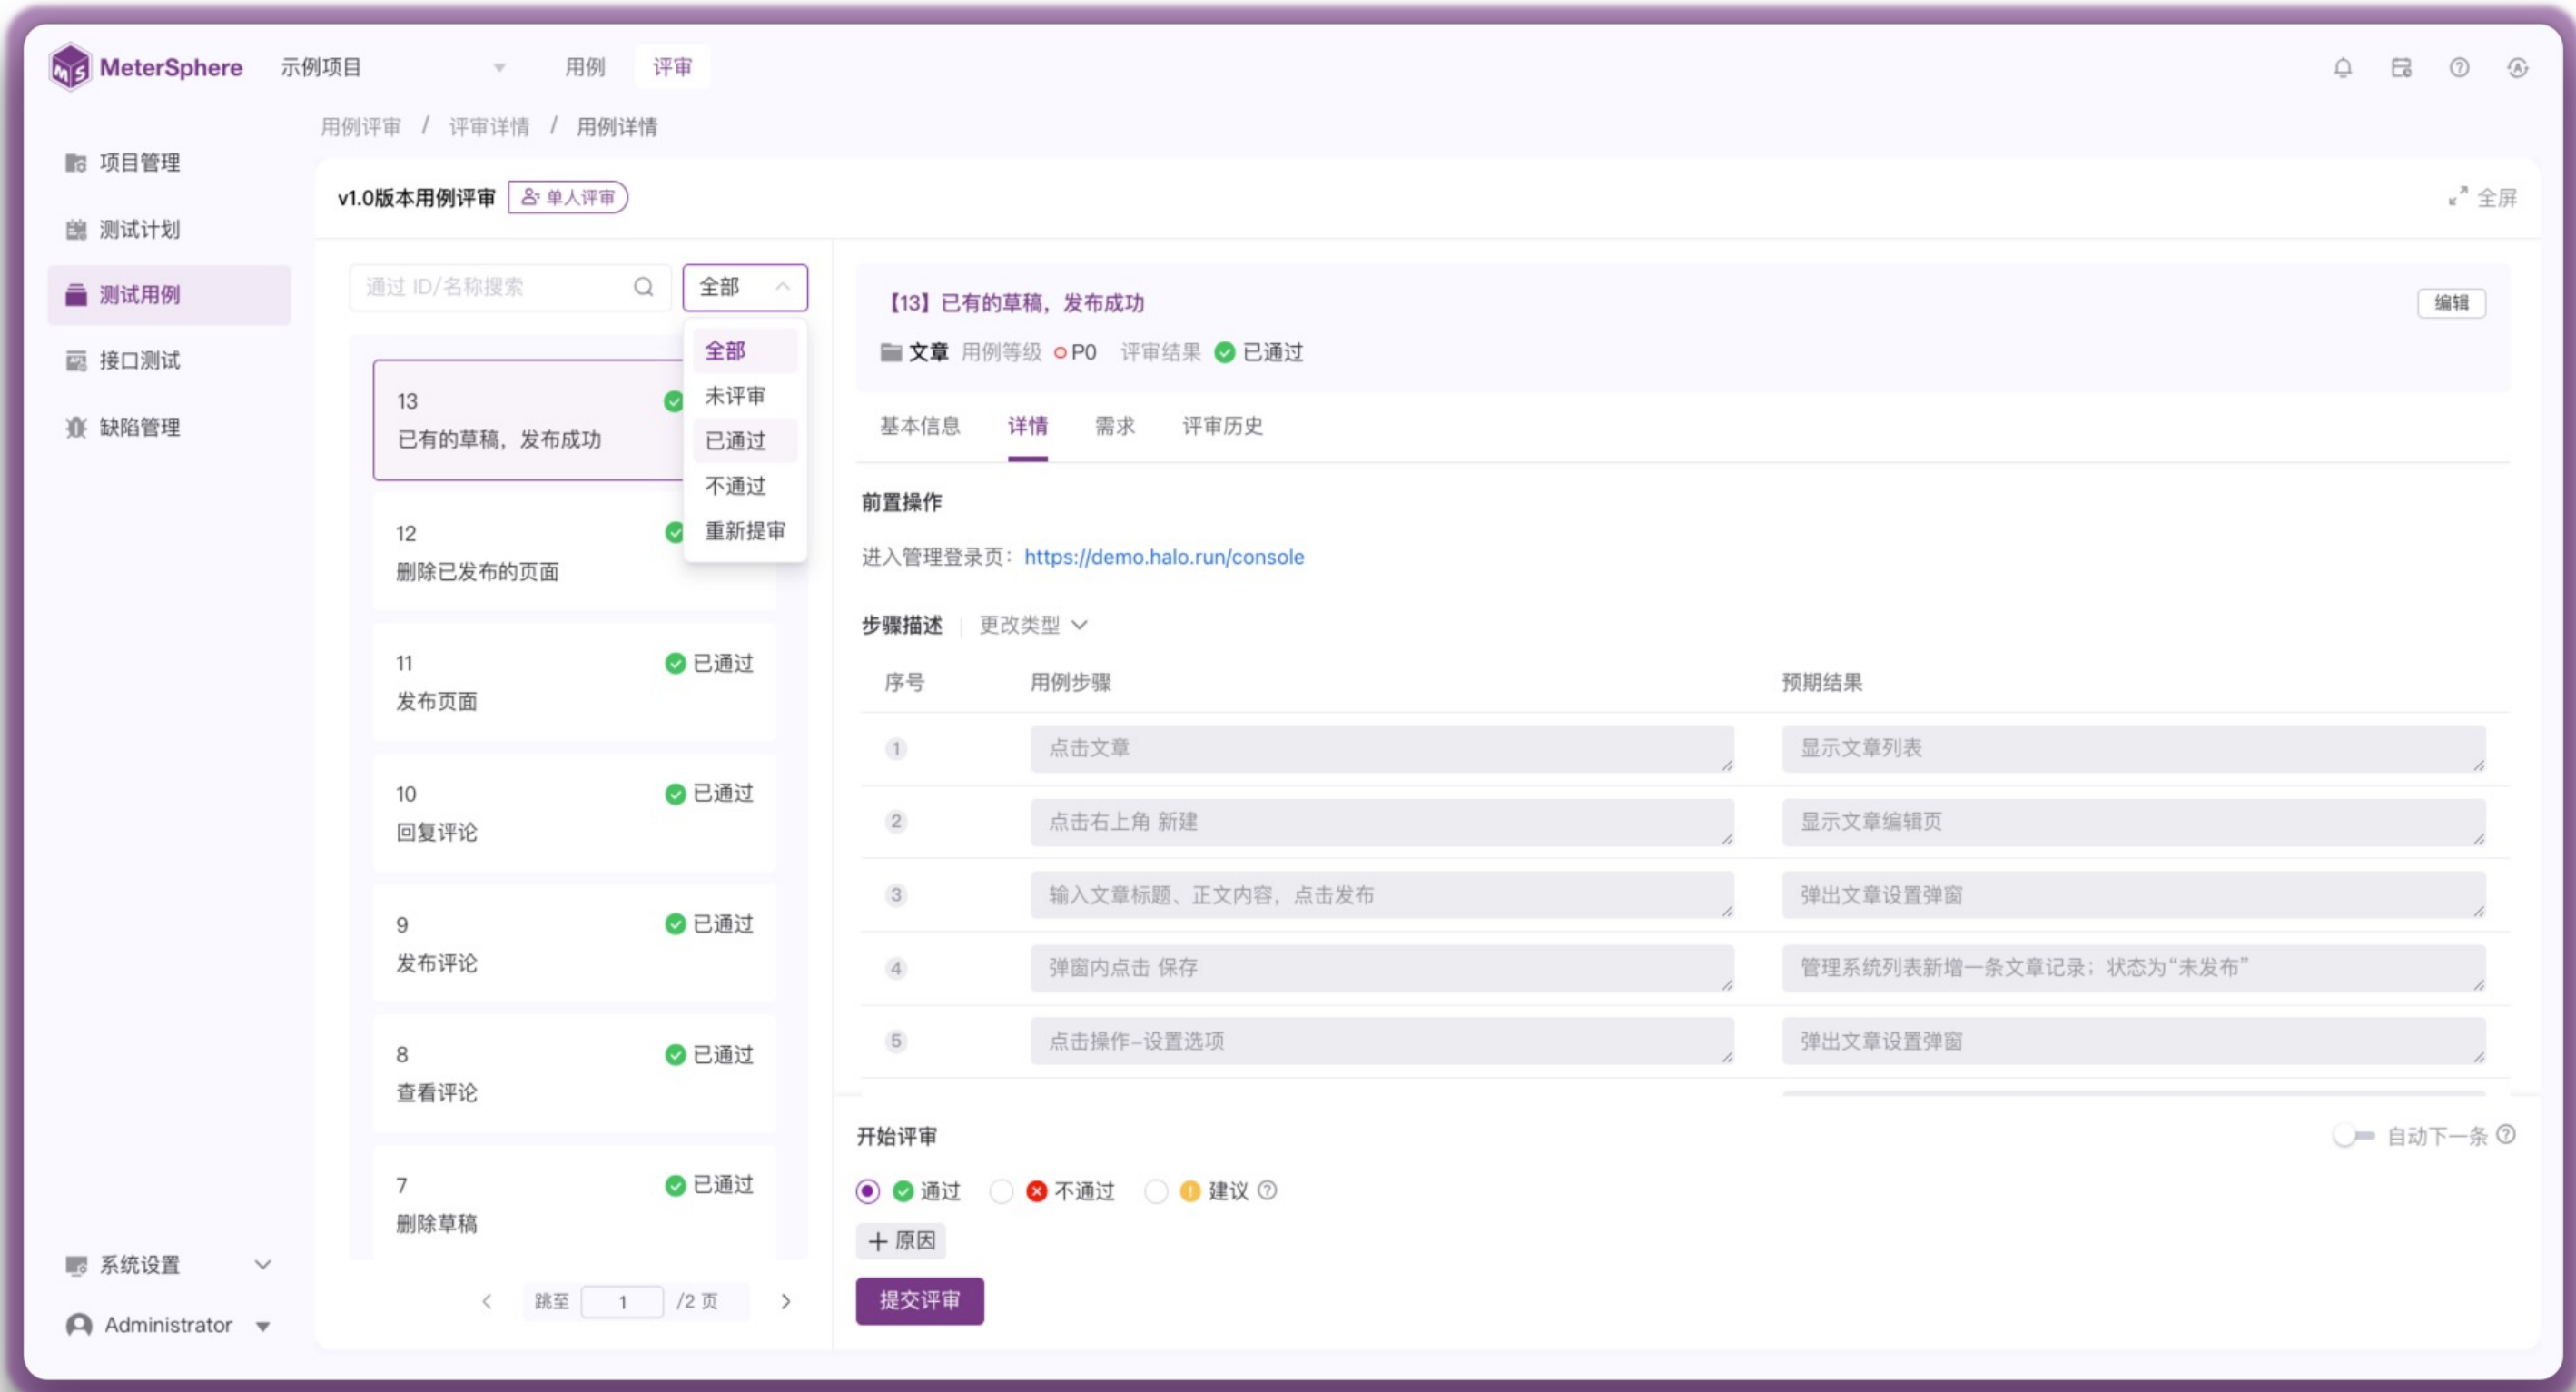 MeterSphere 示例项目 用例 评审
用例评审 / 评审详情 / 用例详情
项目管理
测试计划
测试用例
接口测试
缺陷管理
系统设置
Administrator
v1.0版本用例评审 单人评审
全屏
通过 ID/名称搜索 全部
全部
未评审
已通过
不通过
重新提审
13
已有的草稿，发布成功
12
删除已发布的页面
11 已通过
发布页面
10 已通过
回复评论
9 已通过
发布评论
8 已通过
查看评论
7 已通过
删除草稿
跳至 1 /2 页
【13】已有的草稿，发布成功 编辑
文章 用例等级 P0 评审结果 已通过
基本信息 详情 需求 评审历史
前置操作
进入管理登录页：https://demo.halo.run/console
步骤描述 更改类型
序号 用例步骤 预期结果
1 点击文章 显示文章列表
2 点击右上角 新建 显示文章编辑页
3 输入文章标题、正文内容，点击发布 弹出文章设置弹窗
4 弹窗内点击 保存 管理系统列表新增一条文章记录；状态为“未发布”
5 点击操作-设置选项 弹出文章设置弹窗
开始评审 自动下一条
通过 不通过 建议
+ 原因
提交评审